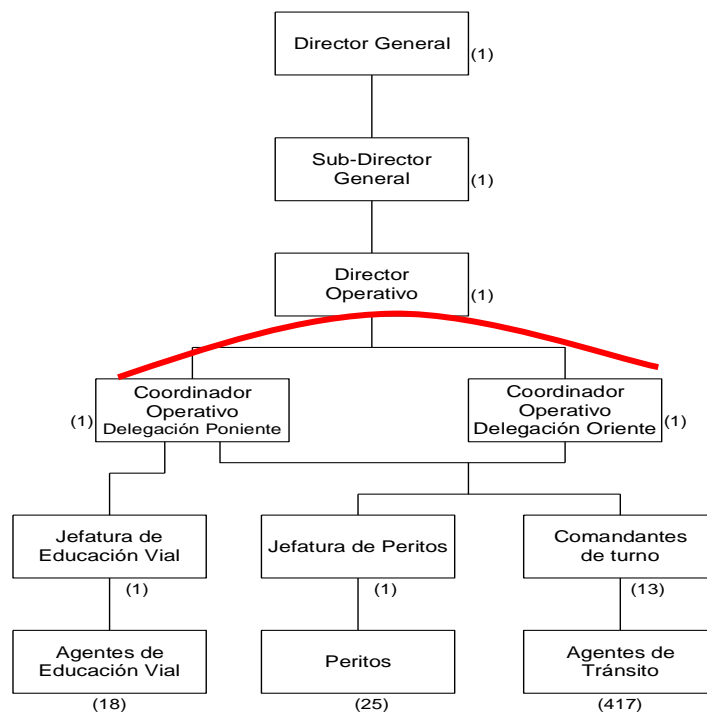 Director General
(1)
Sub-Director
General
(1)
Director
Operativo
(1)
Coordinador
Operativo
Delegación Poniente
(1)
Coordinador
Operativo
Delegación Oriente
(1)
Jefatura de
Educación Vial
(1)
Jefatura de Peritos
(1)
Comandantes
de turno
(13)
Agentes de
Educación Vial
(18)
Peritos
(25)
Agentes de
Tránsito
(417)